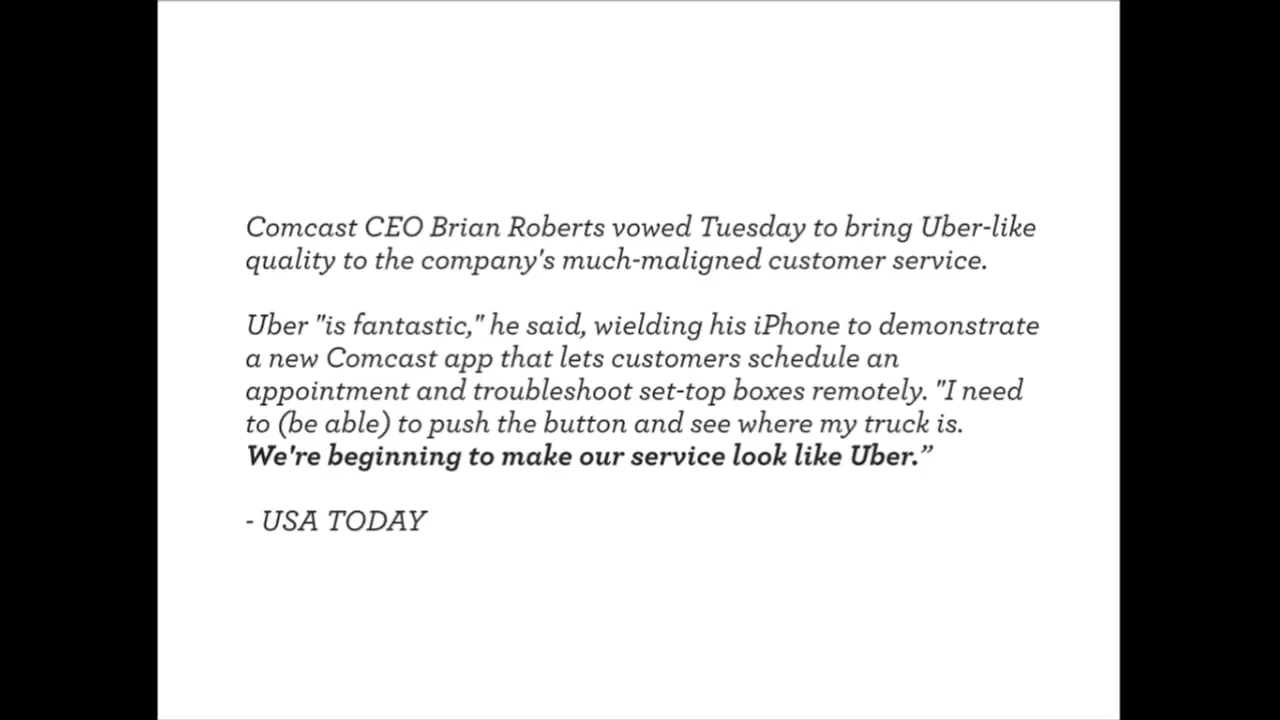 Comcast CEO Brian Roberts vowed Tuesday to bring Uber-like
quality to the company's much-maligned customer service.
Uber "is fantastic," he said, wielding his iPhone to demonstrate
a new Comcast app that lets customers schedule an
appointment and troubleshoot set-top boxes remotely. "I need
to (be able) to push the button and see where my truck is.
We're beginning to make our service look like Uber.”
- USA TODAY